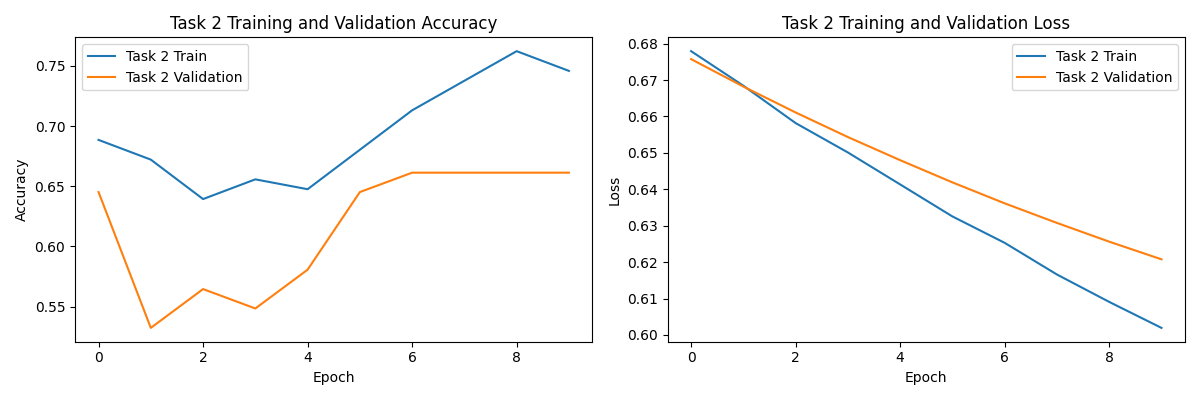 Task 2 Training and Validation Accuracy
Task 2 Train
Task 2 Validation
0.75
0.70
0.65
0.60
0.55
Accuracy
0 2 4 6 8
Epoch
Task 2 Training and Validation Loss
Task 2 Train
Task 2 Validation
0.68
0.67
0.66
0.65
0.64
0.63
0.62
0.61
0.60
Loss
0 2 4 6 8
Epoch